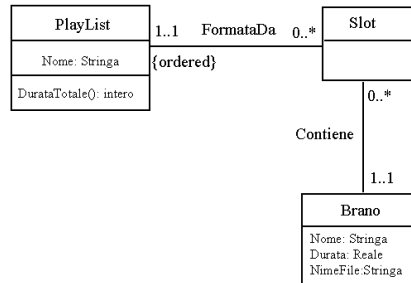 PlayList
Nome: Stringa
DurataTotale(): intero
1..1
FormataDa
0..*
{ordered}
Slot
0..*
Contiene
1..1
Brano
Nome: Stringa
Durata: Reale
NimeFile:Stringa